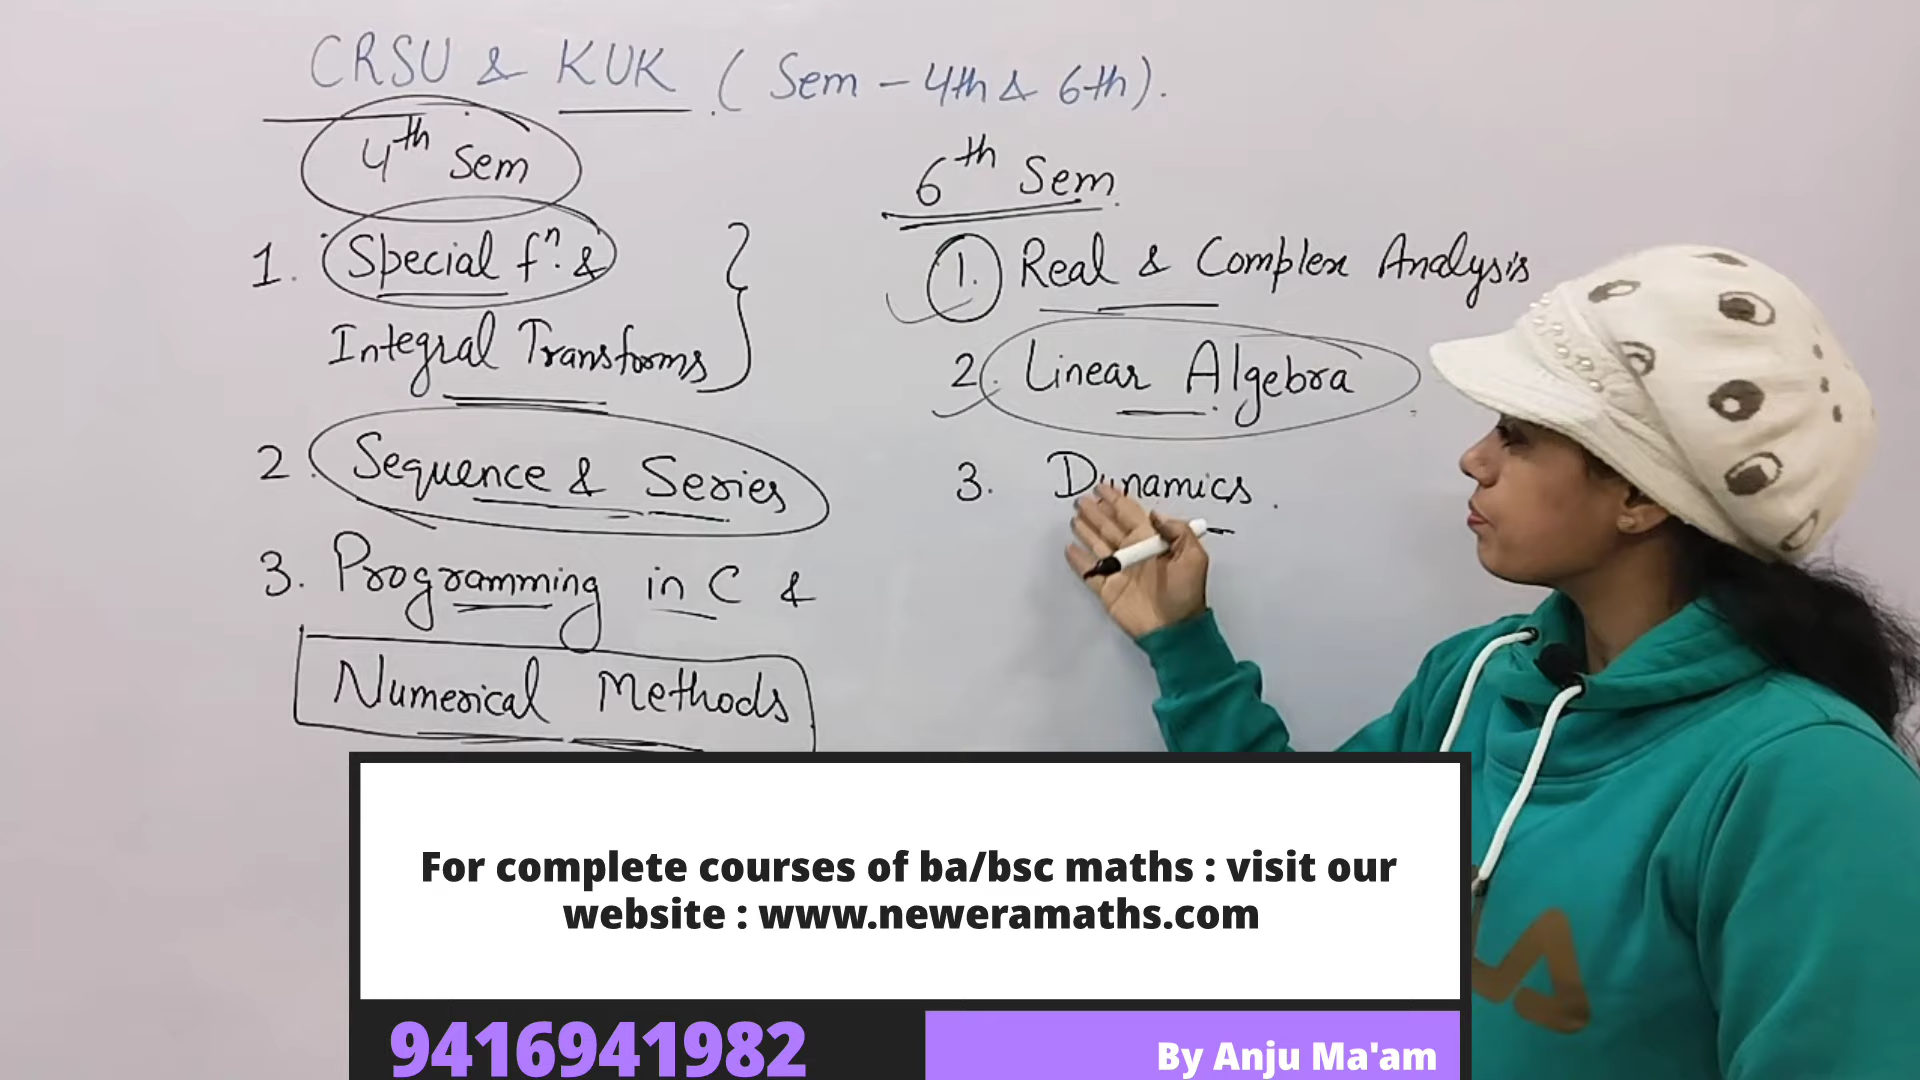 CRSU & KUK (Sem - 4th & 6th).
4th Sem
1. Special fn. &
Integral Transforms
2. Sequence & Series
3. Programming in C &
Numerical Methods
6th Sem.
1. Real & Complex Analysis
2. Linear Algebra
3. Dynamics.
For complete courses of ba/bsc maths : visit our
website : www.neweramaths.com
9416941982
By Anju Ma'am